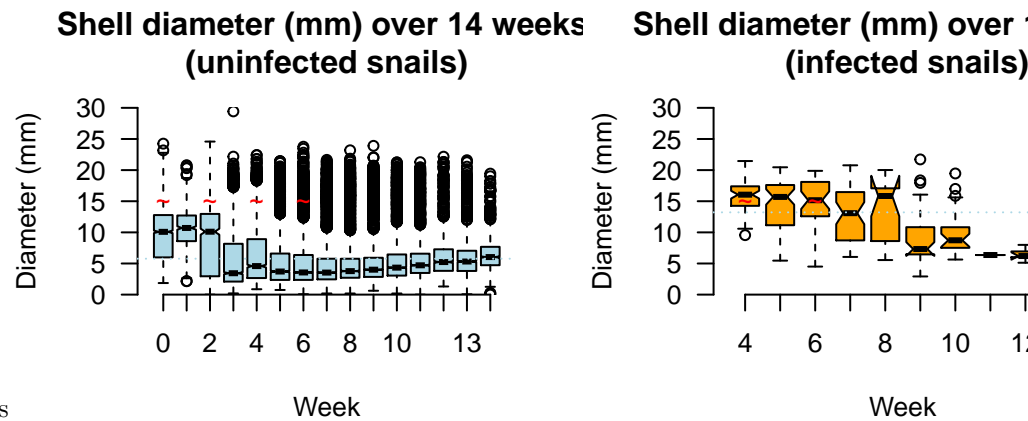 Shell diameter (mm) over 14 weeks
(uninfected snails)
Diameter (mm)
30
25
20
15
10
5
0
~ ~ ~ ~
0 2 4 6 8 10 13
Week
s
Shell diameter (mm) over 1
(infected snails)
Diameter (mm)
30
25
20
15
10
5
0
~ ~
4 6 8 10 12
Week